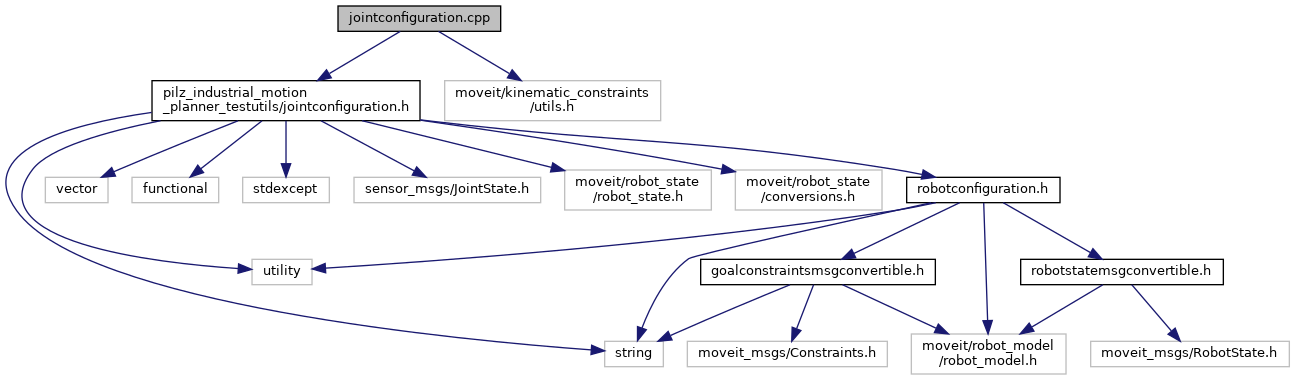 jointconfiguration.cpp
pilz_industrial_motion
_planner_testutils/jointconfiguration.h
moveit/kinematic_constraints
/utils.h
vector
functional
stdexcept
sensor_msgs/JointState.h
moveit/robot_state
/robot_state.h
moveit/robot_state
/conversions.h
robotconfiguration.h
utility
goalconstraintsmsgconvertible.h
robotstatemsgconvertible.h
string
moveit_msgs/Constraints.h
moveit/robot_model
/robot_model.h
moveit_msgs/RobotState.h